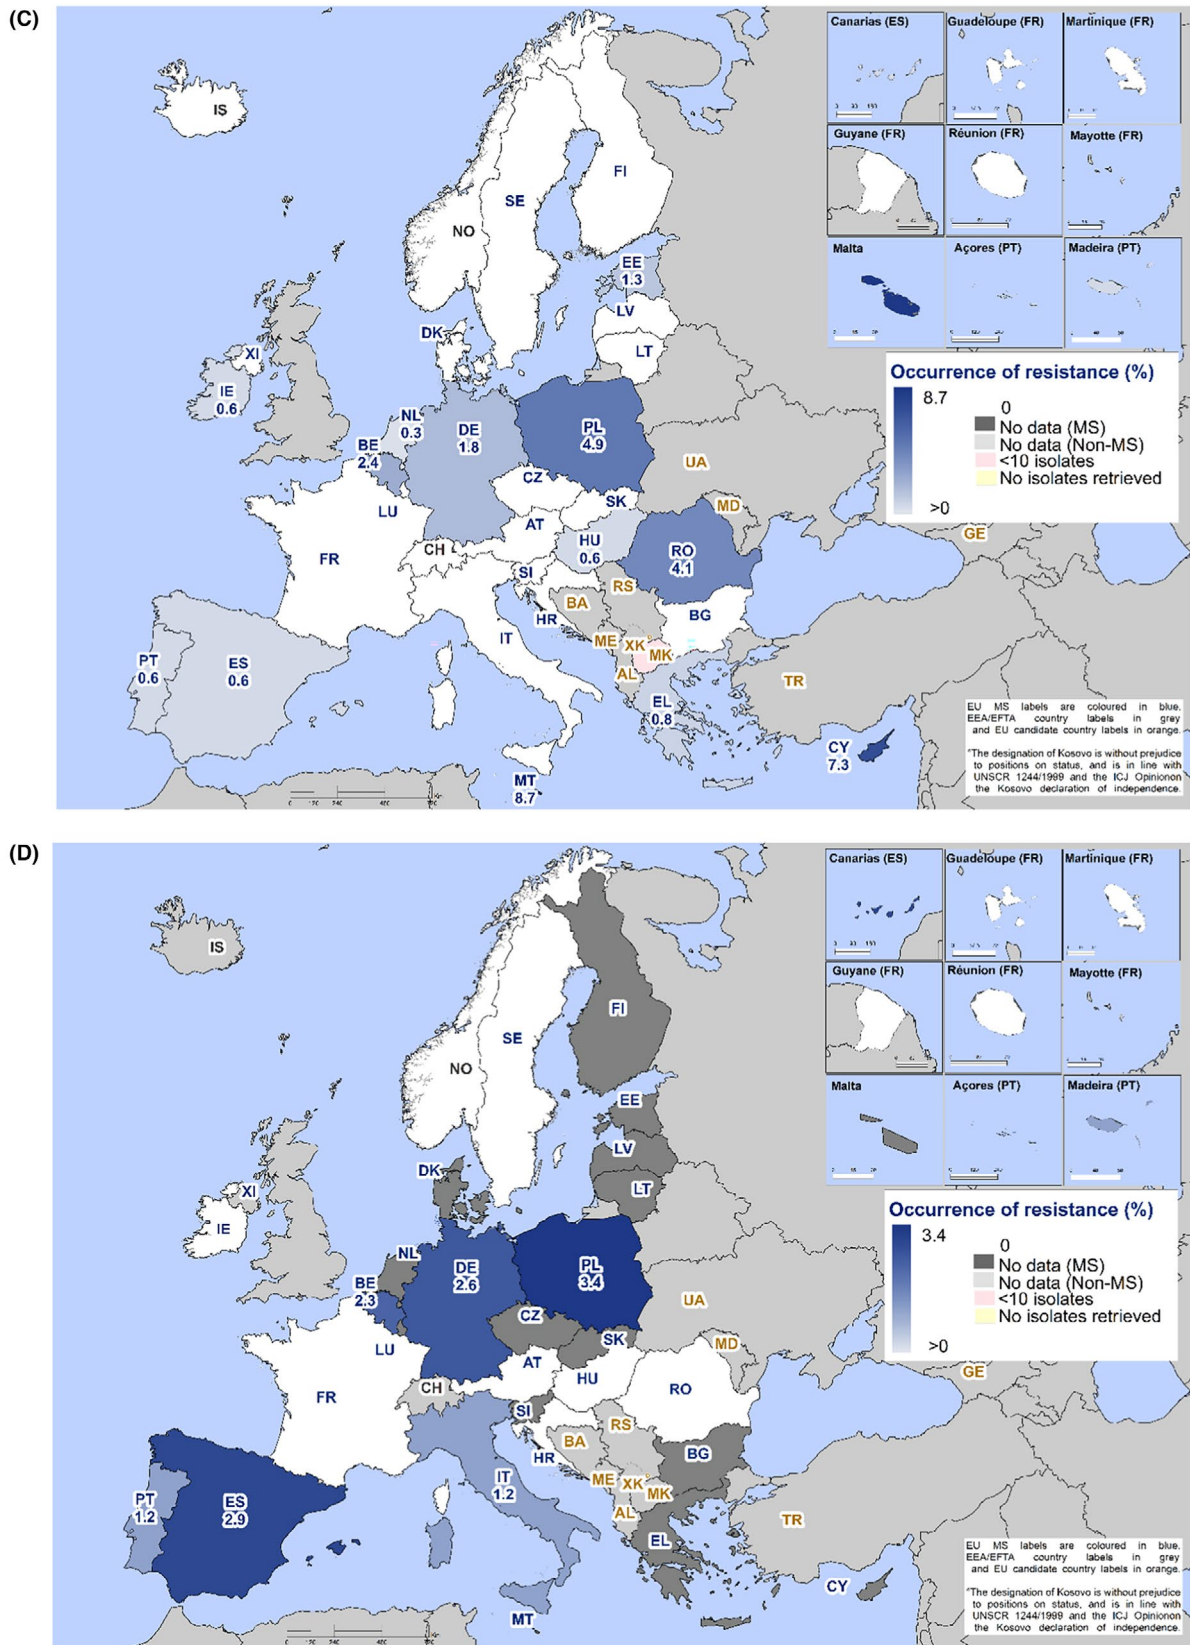 (C)
Canarias (ES)
Guadeloupe (FR)
Martinique (FR)
IS
Guyane (FR)
Réunion (FR)
Mayotte (FR)
FI
SE
NO
Malta
Açores (PT)
Madeira (PT)
EE
1.3
LV
DK
LT
XI
IE
0.6
NL
0.3
DE
1.8
PL
4.9
BE
2.4
Occurrence of resistance (%)
8.7
0
No data (MS)
No data (Non-MS)
<10 isolates
No isolates retrieved
>0
UA
CZ
SK
MD
LU
AT
GE
CH
HU
0.6
RO
4.1
FR
SI
RS
BA
HR
BG
IT
ME
XK°
MK
AL
PT
0.6
ES
0.6
TR
EL
0.8
CY
7.3
MT
8.7
EU MS labels are coloured in blue.
EEA/EFTA country labels in grey
and EU candidate country labels in orange.
°The designation of Kosovo is without prejudice
to positions on status, and is in line with
UNSCR 1244/1999 and the ICJ Opinionon
the Kosovo declaration of independence.
(D)
Canarias (ES)
Guadeloupe (FR)
Martinique (FR)
IS
Guyane (FR)
Réunion (FR)
Mayotte (FR)
FI
SE
NO
Malta
Açores (PT)
Madeira (PT)
EE
LV
DK
LT
XI
IE
NL
DE
2.6
PL
3.4
BE
2.3
Occurrence of resistance (%)
3.4
0
No data (MS)
No data (Non-MS)
<10 isolates
No isolates retrieved
>0
UA
CZ
SK
MD
LU
AT
GE
CH
HU
RO
FR
SI
RS
BA
HR
BG
IT
1.2
ME
XK°
MK
AL
PT
1.2
ES
2.9
TR
EL
CY
MT
EU MS labels are coloured in blue.
EEA/EFTA country labels in grey
and EU candidate country labels in orange.
°The designation of Kosovo is without prejudice
to positions on status, and is in line with
UNSCR 1244/1999 and the ICJ Opinionon
the Kosovo declaration of independence.